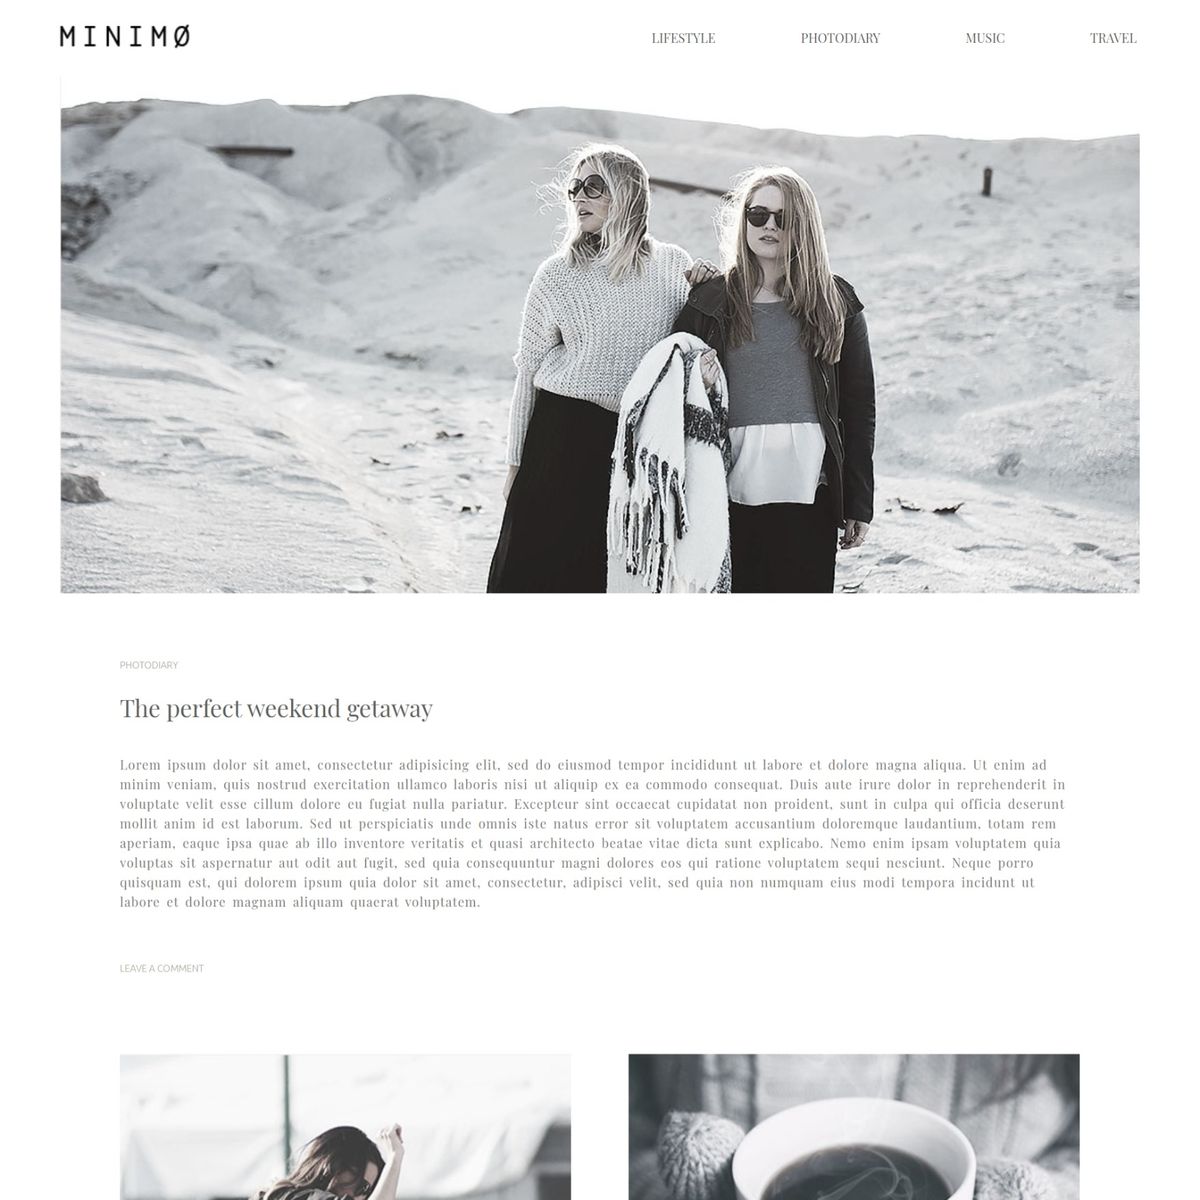 MINIMØ
LIFESTYLE PHOTODIARY MUSIC TRAVEL
PHOTODIARY
The perfect weekend getaway
Lorem ipsum dolor sit amet, consectetur adipisicing elit, sed do eiusmod tempor incididunt ut labore et dolore magna aliqua. Ut enim ad
minim veniam, quis nostrud exercitation ullamco laboris nisi ut aliquip ex ea commodo consequat. Duis aute irure dolor in reprehenderit in
voluptate velit esse cillum dolore eu fugiat nulla pariatur. Excepteur sint occaecat cupidatat non proident, sunt in culpa qui officia deserunt
mollit anim id est laborum. Sed ut perspiciatis unde omnis iste natus error sit voluptatem accusantium doloremque laudantium, totam rem
aperiam, eaque ipsa quae ab illo inventore veritatis et quasi architecto beatae vitae dicta sunt explicabo. Nemo enim ipsam voluptatem quia
voluptas sit aspernatur aut odit aut fugit, sed quia consequuntur magni dolores eos qui ratione voluptatem sequi nesciunt. Neque porro
quisquam est, qui dolorem ipsum quia dolor sit amet, consectetur, adipisci velit, sed quia non numquam eius modi tempora incidunt ut
labore et dolore magnam aliquam quaerat voluptatem.
LEAVE A COMMENT